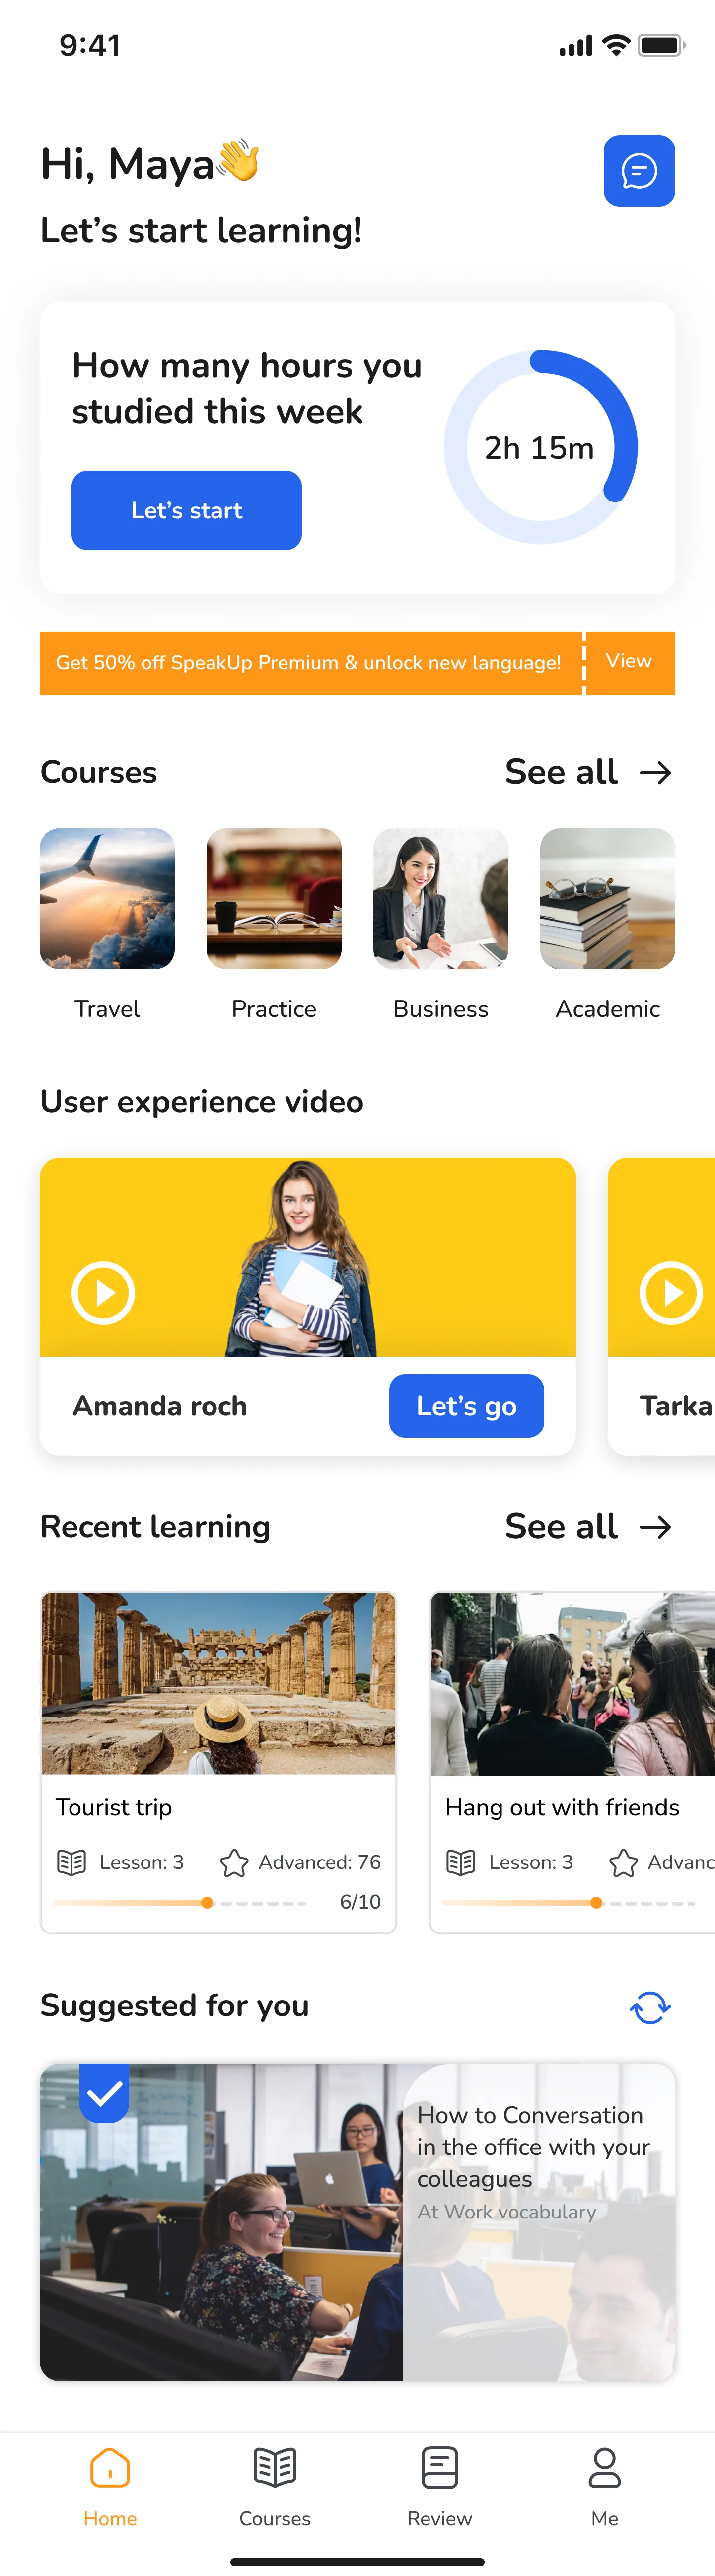 9:41
Hi, Maya👋
Let's start learning!
How many hours you
studied this week
2h 15m
Let's start
Get 50% off SpeakUp Premium & unlock new language!
View
Courses
See all
Travel
Practice
Business
Academic
User experience video
Amanda roch
Let's go
Tarka
Recent learning
See all
Tourist trip
Lesson: 3
Advanced: 76
6/10
Hang out with friends
Lesson: 3
Advanc
Suggested for you
How to Conversation
in the office with your
colleagues
At Work vocabulary
Home
Courses
Review
Me